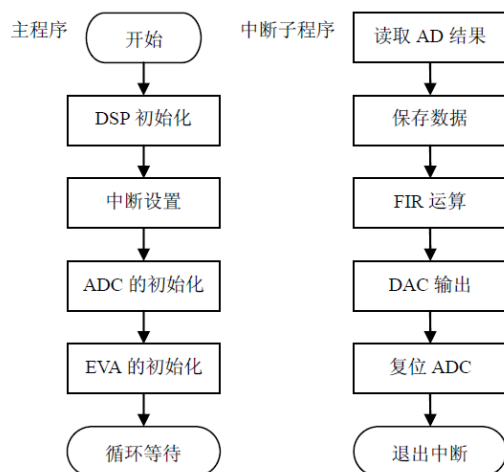 主程序
开始
DSP 初始化
中断设置
ADC 的初始化
EVA 的初始化
循环等待
中断子程序
读取 AD 结果
保存数据
FIR 运算
DAC 输出
复位 ADC
退出中断